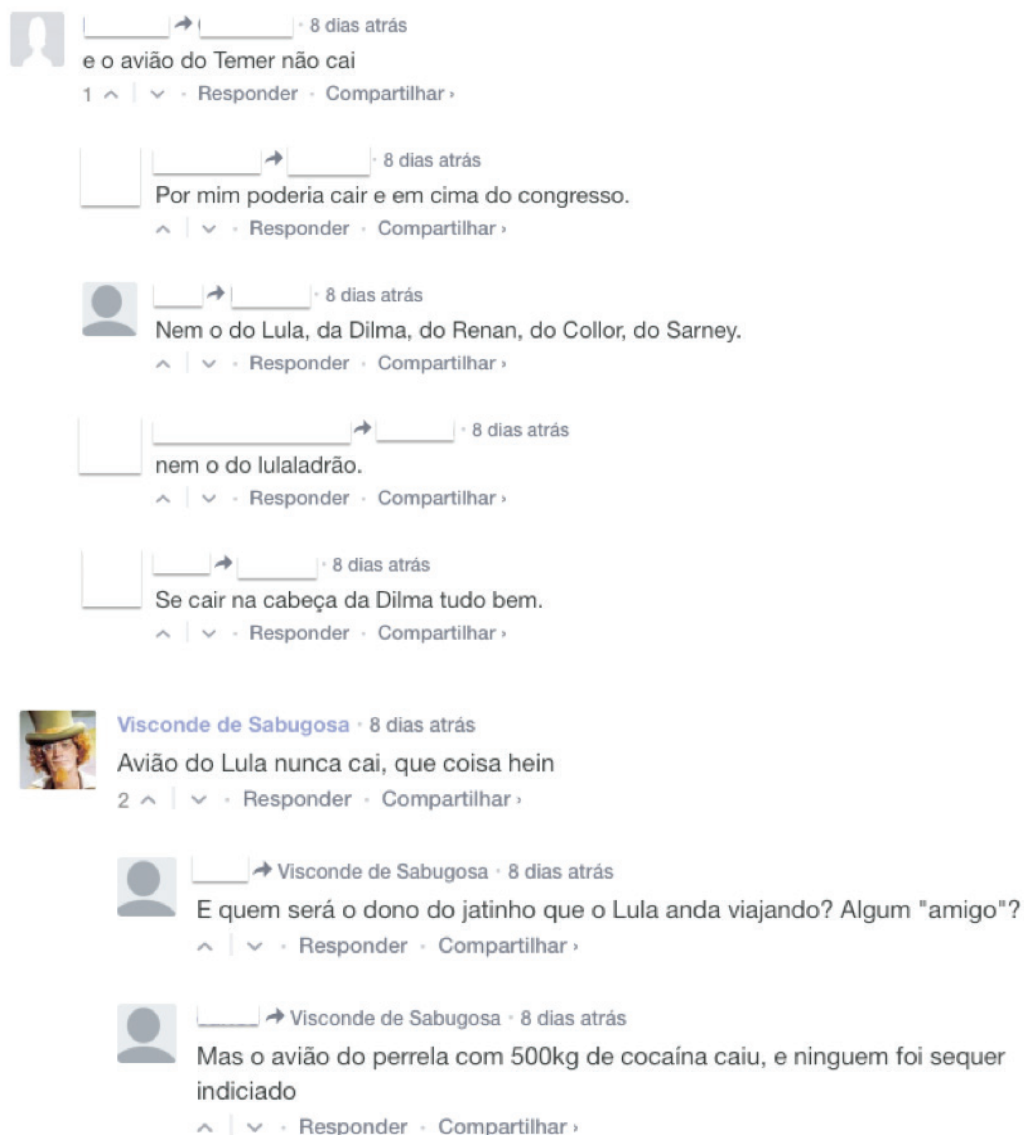 · 8 dias atrás
e o avião do Temer não cai
1 · Responder · Compartilhar ›
· 8 dias atrás
Por mim poderia cair e em cima do congresso.
· Responder · Compartilhar ›
· 8 dias atrás
Nem o do Lula, da Dilma, do Renan, do Collor, do Sarney.
· Responder · Compartilhar ›
· 8 dias atrás
nem o do lulaladrão.
· Responder · Compartilhar ›
· 8 dias atrás
Se cair na cabeça da Dilma tudo bem.
· Responder · Compartilhar ›
Visconde de Sabugosa · 8 dias atrás
Avião do Lula nunca cai, que coisa hein
2 · Responder · Compartilhar ›
Visconde de Sabugosa · 8 dias atrás
E quem será o dono do jatinho que o Lula anda viajando? Algum "amigo"?
· Responder · Compartilhar ›
Visconde de Sabugosa · 8 dias atrás
Mas o avião do perrela com 500kg de cocaína caiu, e ninguem foi sequer
indiciado
· Responder · Compartilhar ›